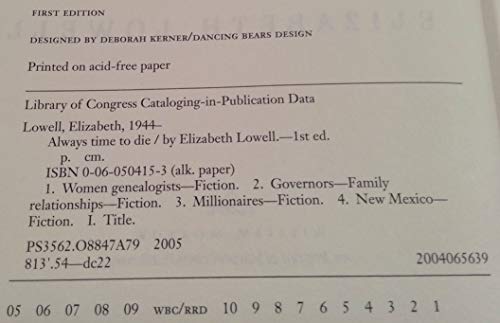 ELIZABETH LOWELL
FIRST EDITION
DESIGNED BY DEBORAH KERNER/DANCING BEARS DESIGN
Printed on acid-free paper
Library of Congress Cataloging-in-Publication Data
Lowell, Elizabeth, 1944–
Always time to die / by Elizabeth Lowell.—1st ed.
p. cm.
ISBN 0-06-050415-3 (alk. paper)
1. Women genealogists—Fiction. 2. Governors—Family
relationships—Fiction. 3. Millionaires—Fiction. 4. New Mexico—
Fiction. I. Title.
PS3562.O8847A79 2005
813'.54—dc22 2004065639
05 06 07 08 09 WBC/RRD 10 9 8 7 6 5 4 3 2 1